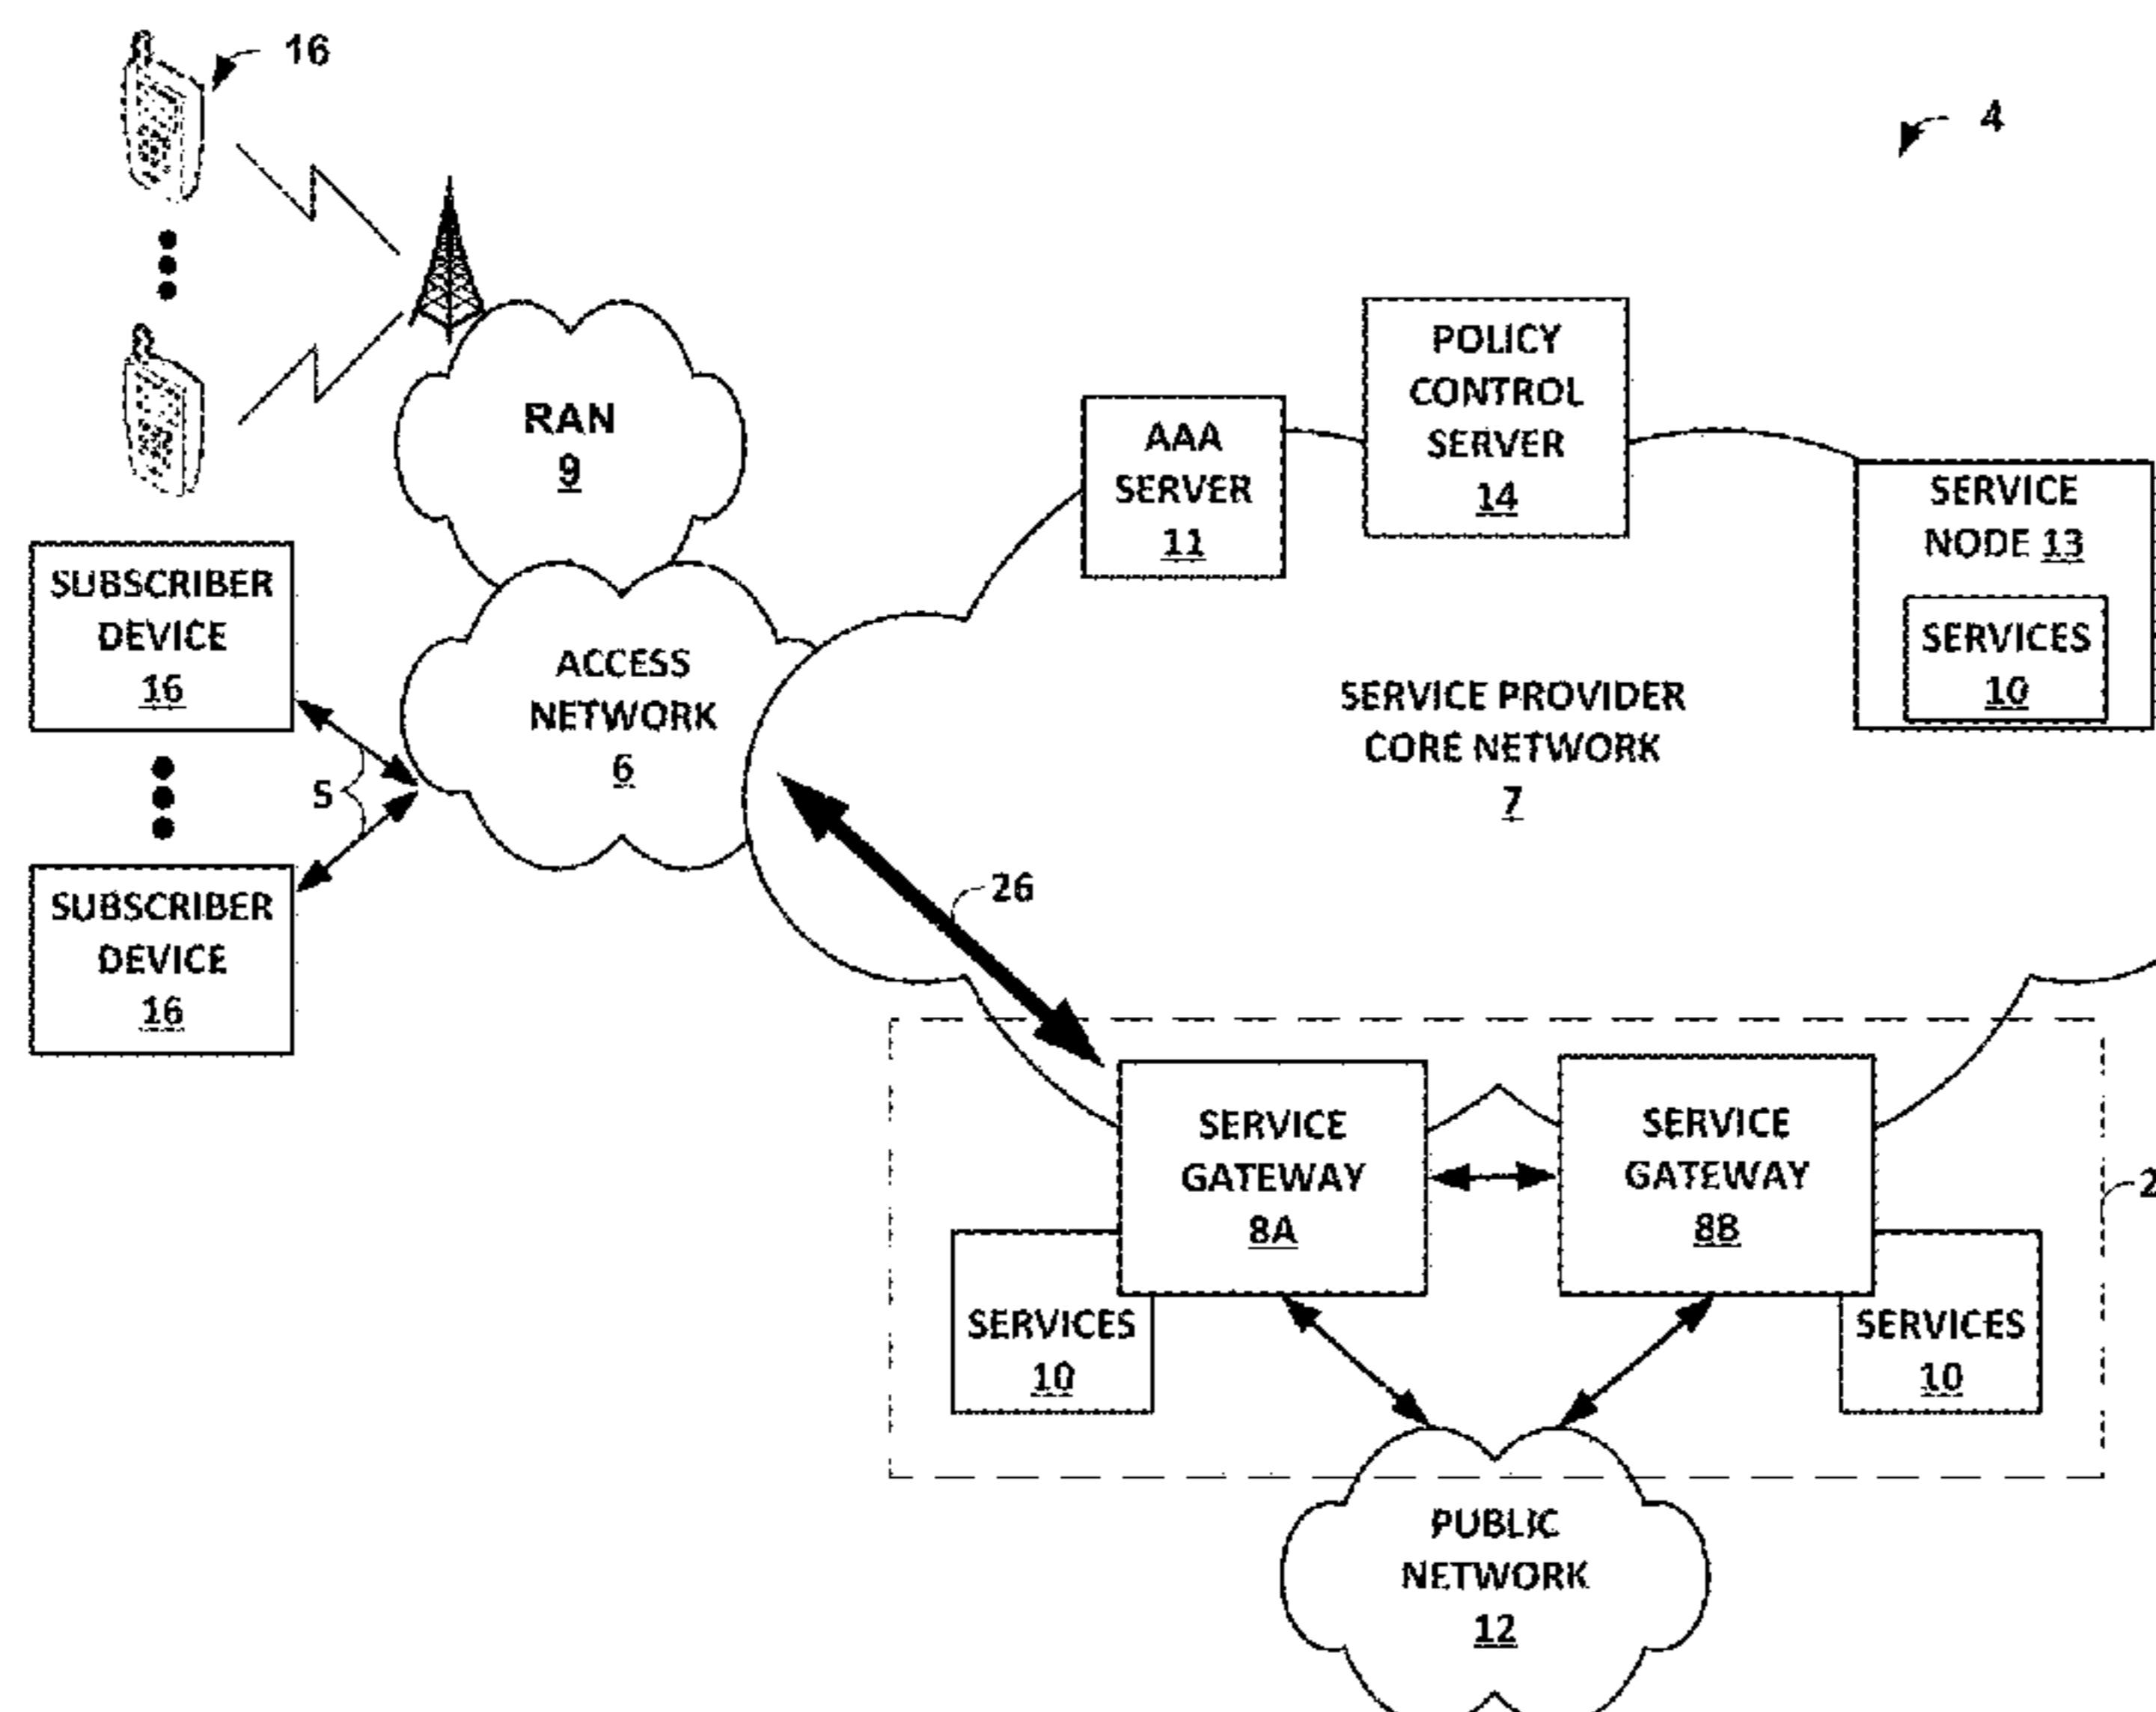 16
4
RAN
9
POLICY
CONTROL
SERVER
14
AAA
SERVER
11
SERVICE
NODE 13
SERVICES
10
SUBSCRIBER
DEVICE
16
ACCESS
NETWORK
6
SERVICE PROVIDER
CORE NETWORK
7
5
26
SUBSCRIBER
DEVICE
16
SERVICE
GATEWAY
8A
SERVICE
GATEWAY
8B
SERVICES
10
SERVICES
10
PUBLIC
NETWORK
12